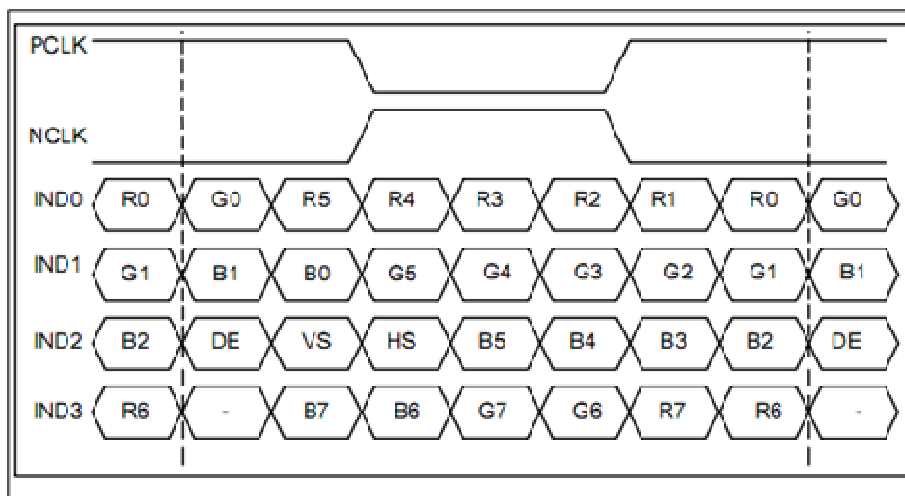 PCLK
NCLK
IND0 R0 G0 R5 R4 R3 R2 R1 R0 G0
IND1 G1 B1 B0 G5 G4 G3 G2 G1 B1
IND2 B2 DE VS HS B5 B4 B3 B2 DE
IND3 R6 - B7 B6 G7 G6 R7 R6 -